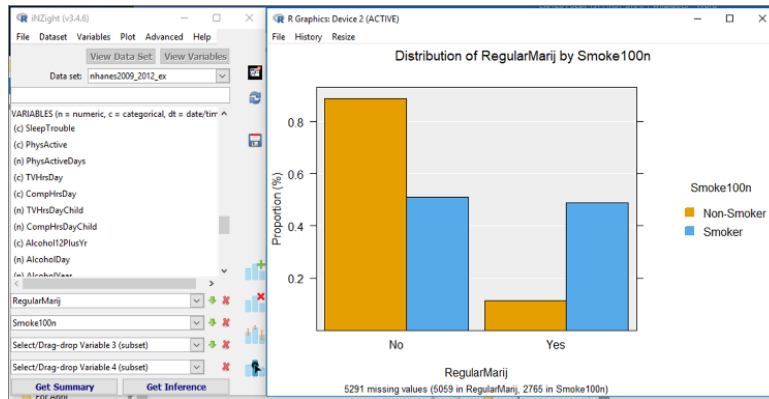 iNZight (v3.4.6)
File Dataset Variables Plot Advanced Help
View Data Set View Variables
Data set: nhanes2009_2012_ex
VARIABLES (n = numeric, c = categorical, dt = date/tim
(c) SleepTrouble
(c) PhysActive
(n) PhysActiveDays
(c) TVHrsDay
(c) CompHrsDay
(n) TVHrsDayChild
(n) CompHrsDayChild
(c) Alcohol12PlusYr
(n) AlcoholDay
(n) AlcoholYear
RegularMarij
Smoke100n
Select/Drag-drop Variable 3 (subset)
Select/Drag-drop Variable 4 (subset)
Get Summary Get Inference
R Graphics: Device 2 (ACTIVE)
File History Resize
Distribution of RegularMarij by Smoke100n
Proportion (%)
0.8
0.6
0.4
0.2
No Yes
RegularMarij
5291 missing values (5059 in RegularMarij, 2765 in Smoke100n)
Smoke100n
Non-Smoker
Smoker